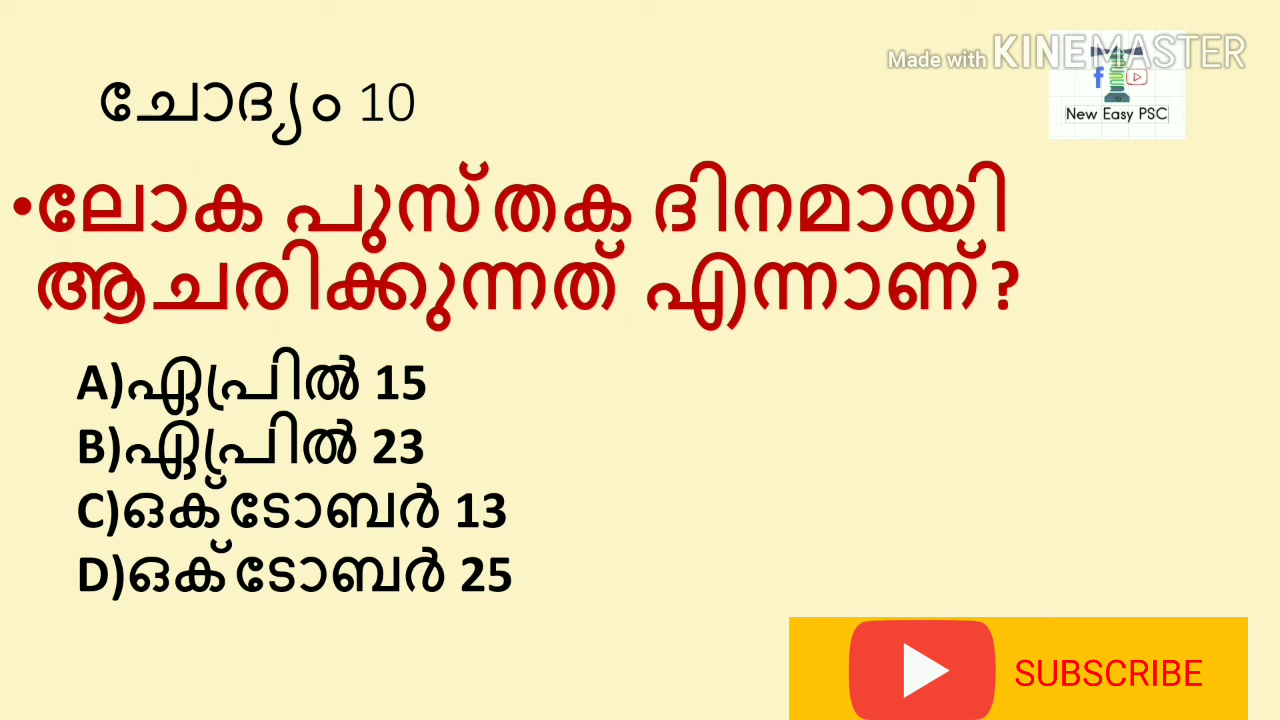 Made with KINEMASTER
New Easy PSC
ചോദ്യം 10
•ലോക പുസ്തക ദിനമായി
ആചരിക്കുന്നത് എന്നാണ്?
A)ഏപ്രിൽ 15
B)ഏപ്രിൽ 23
C)ഒക്ടോബർ 13
D)ഒക്ടോബർ 25
SUBSCRIBE